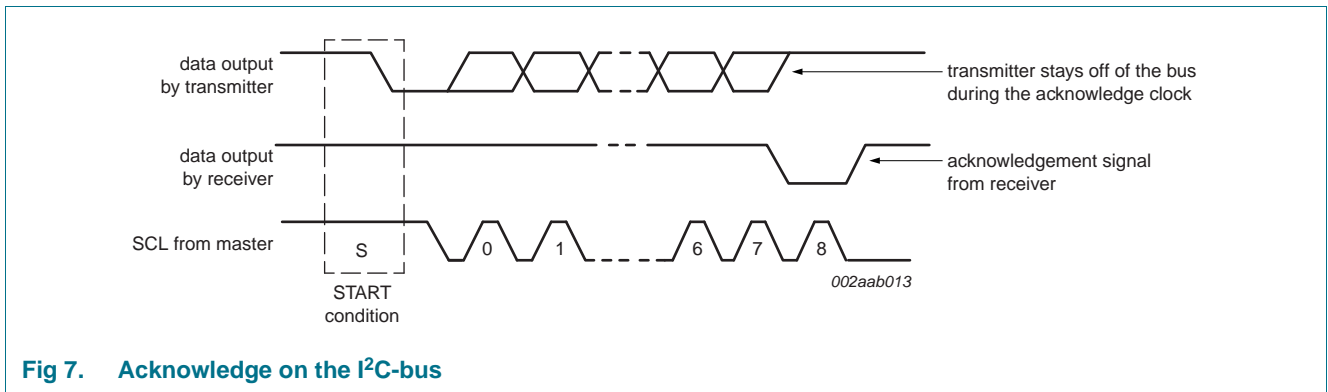 data output
by transmitter
transmitter stays off of the bus
during the acknowledge clock
data output
by receiver
acknowledgement signal
from receiver
SCL from master
S
0
1
6
7
8
002aab013
START
condition
Fig 7. Acknowledge on the I²C-bus